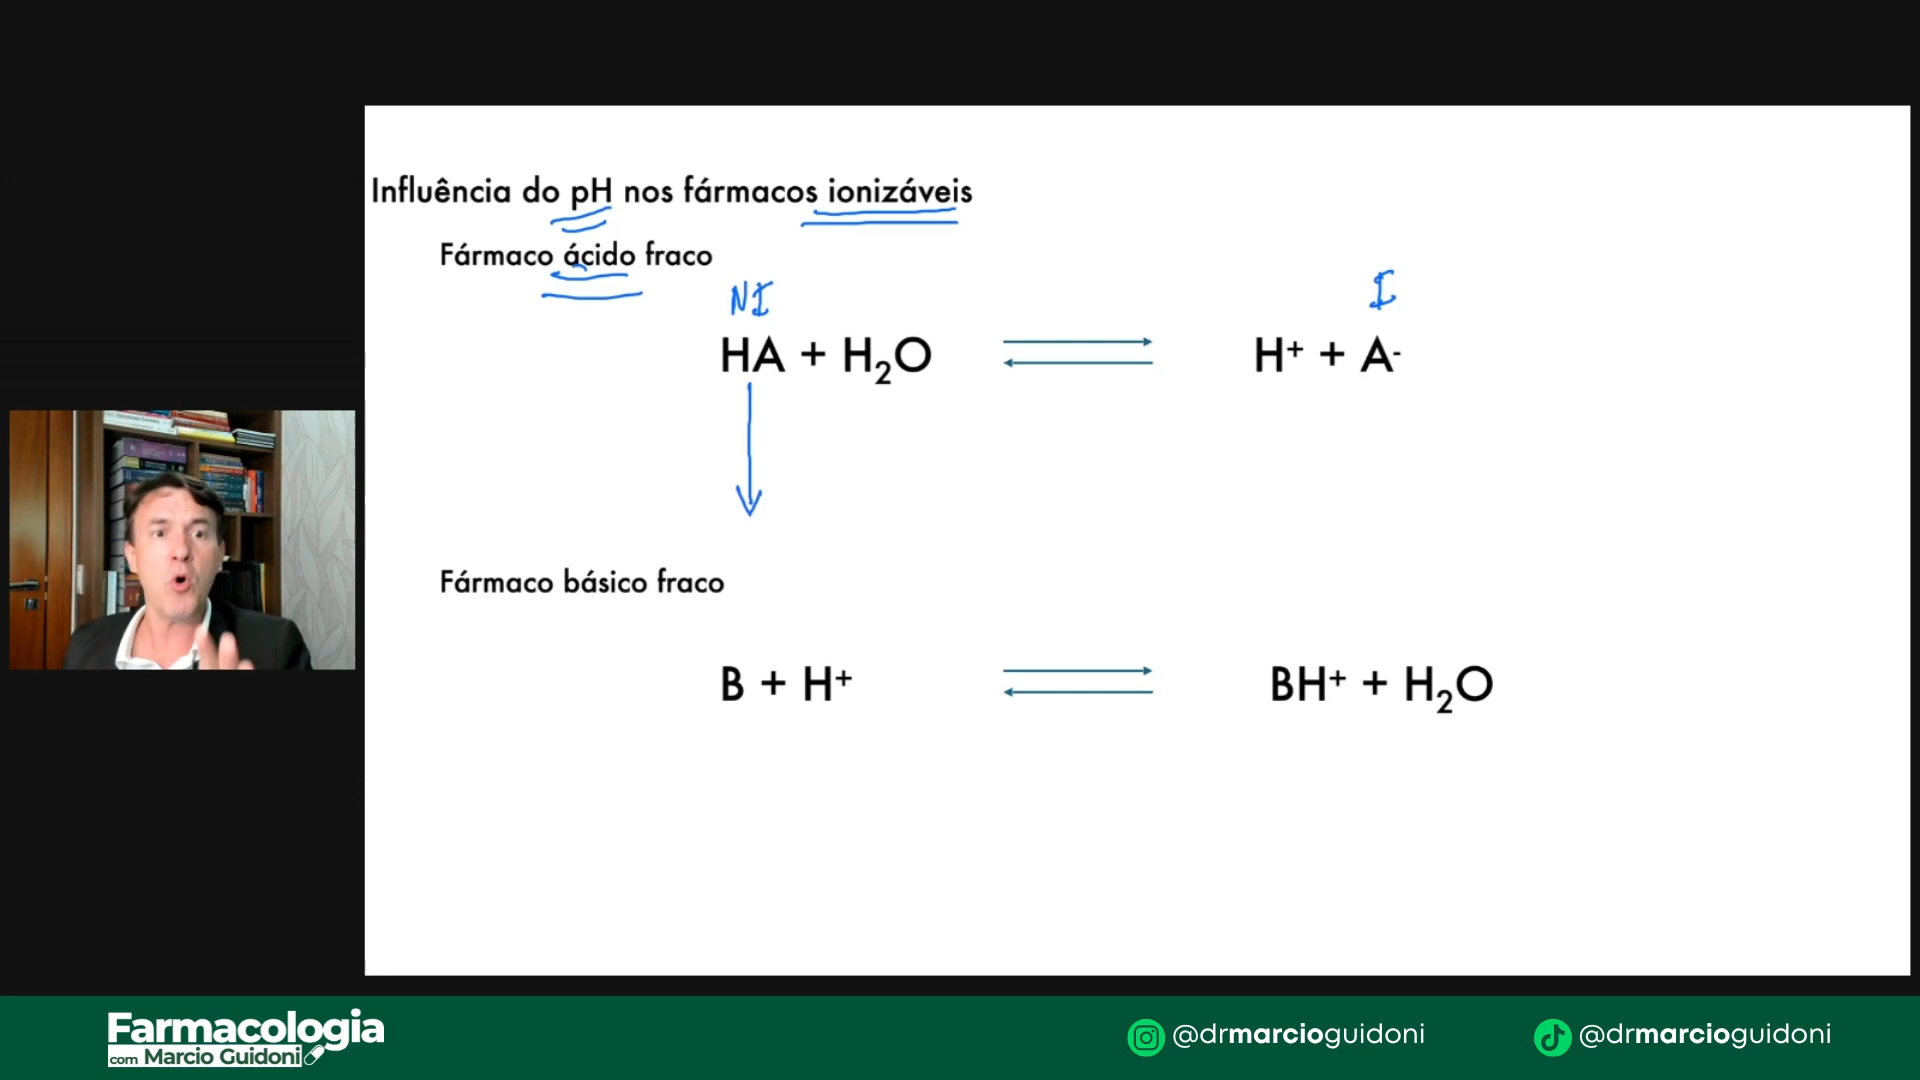 Influência do pH nos fármacos ionizáveis
Fármaco ácido fraco
NI I
HA + H₂O H⁺ + A⁻
Fármaco básico fraco
B + H⁺ BH⁺ + H₂O
Farmacologia
com Marcio Guidoni
@drmarcioguidoni @drmarcioguidoni